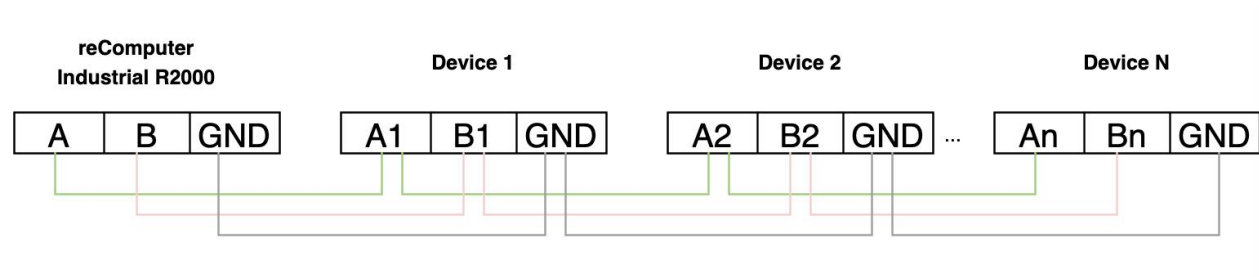 reComputer
Industrial R2000
Device 1
Device 2
Device N
A B GND
A1 B1 GND
A2 B2 GND
...
An Bn GND